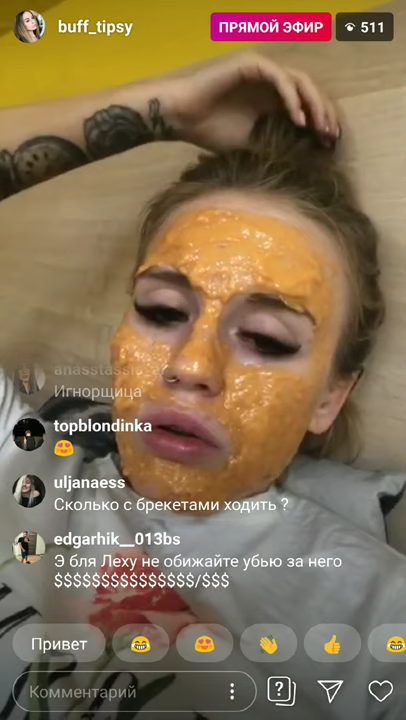 buff_tipsy
ПРЯМОЙ ЭФИР
511
anasstassi
Игнорщица
topblondinka
😍
uljanaess
Сколько с брекетами ходить ?
edgarhik__013bs
Э бля Леху не обижайте убью за него
$$$$$$$$$$$$$$$/$$$
Привет
Комментарий